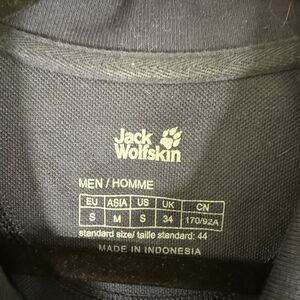 Jack
Wolfskin
MEN / HOMME
EU ASIA US UK CN
S M S 34 170/92A
standard size/ taille standard: 44
MADE IN INDONESIA